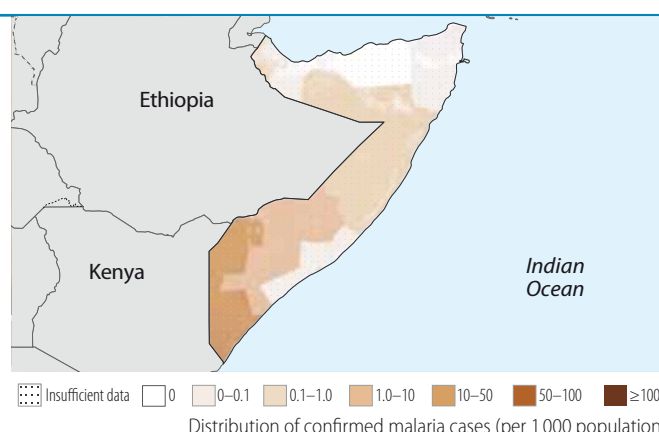 Ethiopia
Kenya
Indian
Ocean
Insufficient data 0 0–0.1 0.1–1.0 1.0–10 10–50 50–100 ≥100
Distribution of confirmed malaria cases (per 1000 population